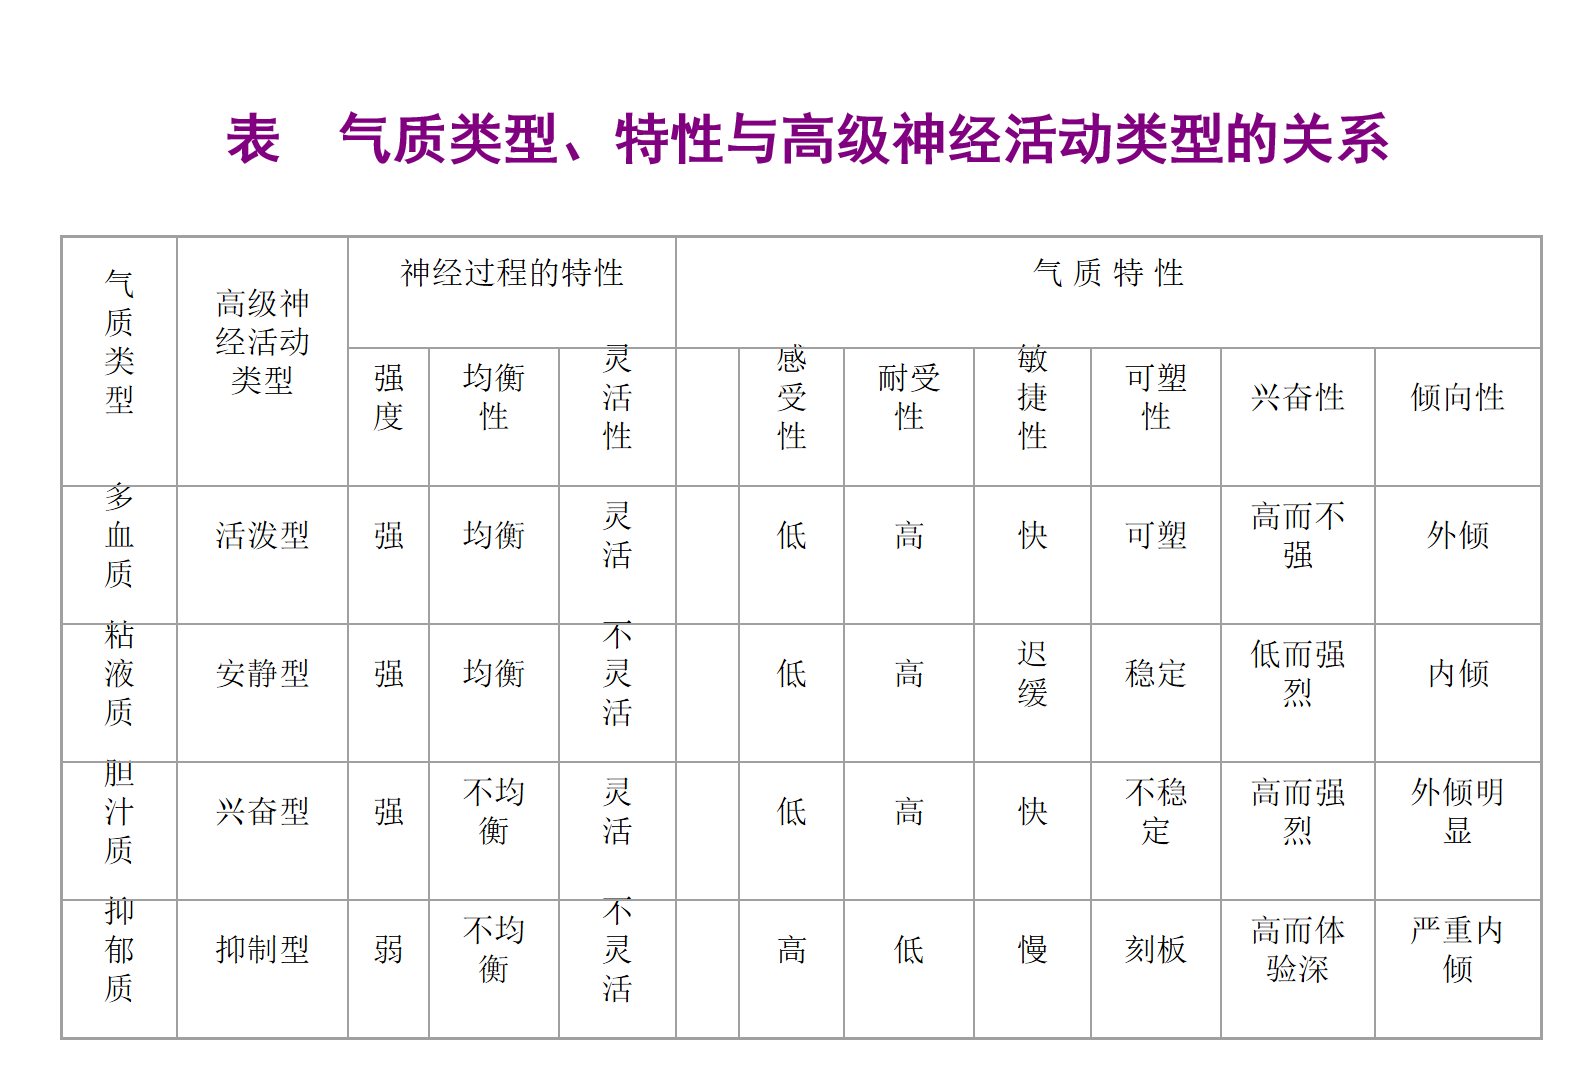 表 气质类型、特性与高级神经活动类型的关系
气质类型 高级神经活动类型 神经过程的特性 气质特性
强度 均衡性 灵活性 感受性 耐受性 敏捷性 可塑性 兴奋性 倾向性
多血质 活泼型 强 均衡 灵活 低 高 快 可塑 高而不强 外倾
粘液质 安静型 强 均衡 不灵活 低 高 迟缓 稳定 低而强烈 内倾
胆汁质 兴奋型 强 不均衡 灵活 低 高 快 不稳定 高而强烈 外倾明显
抑郁质 抑制型 弱 不均衡 不灵活 高 低 慢 刻板 高而体验深 严重内倾